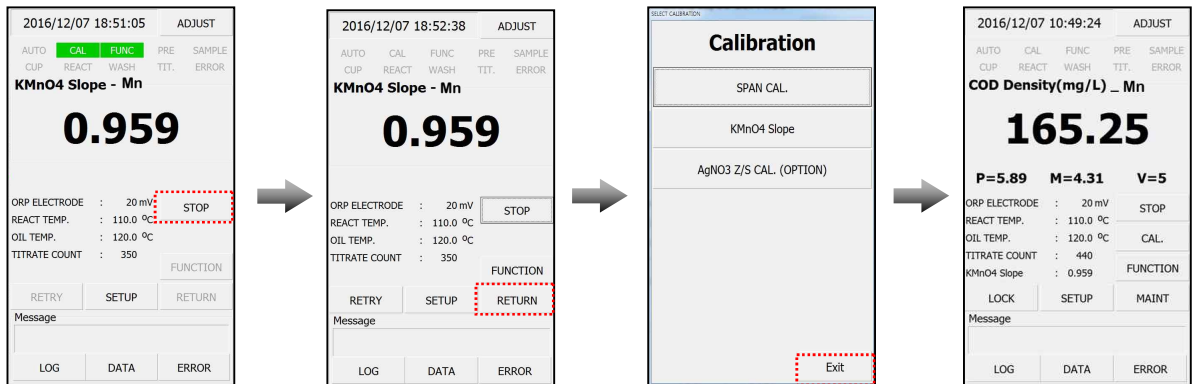 2016/12/07 18:51:05 ADJUST
AUTO CAL FUNC PRE SAMPLE
CUP REACT WASH TIT. ERROR
KMnO4 Slope - Mn
0.959
ORP ELECTRODE : 20 mV
STOP
REACT TEMP. : 110.0 ⁰C
OIL TEMP. : 120.0 ⁰C
TITRATE COUNT : 350
FUNCTION
RETRY SETUP RETURN
Message
LOG DATA ERROR
2016/12/07 18:52:38 ADJUST
AUTO CAL FUNC PRE SAMPLE
CUP REACT WASH TIT. ERROR
KMnO4 Slope - Mn
0.959
ORP ELECTRODE : 20 mV
STOP
REACT TEMP. : 110.0 ⁰C
OIL TEMP. : 120.0 ⁰C
TITRATE COUNT : 350
FUNCTION
RETRY SETUP RETURN
Message
LOG DATA ERROR
SELECT CALIBRATION
Calibration
SPAN CAL.
KMnO4 Slope
AgNO3 Z/S CAL. (OPTION)
Exit
2016/12/07 10:49:24 ADJUST
AUTO CAL FUNC PRE SAMPLE
CUP REACT WASH TIT. ERROR
COD Density(mg/L) _ Mn
165.25
P=5.89 M=4.31 V=5
ORP ELECTRODE : 20 mV
STOP
REACT TEMP. : 110.0 ⁰C
OIL TEMP. : 120.0 ⁰C
CAL.
TITRATE COUNT : 440
FUNCTION
KMnO4 Slope : 0.959
LOCK SETUP MAINT
Message
LOG DATA ERROR